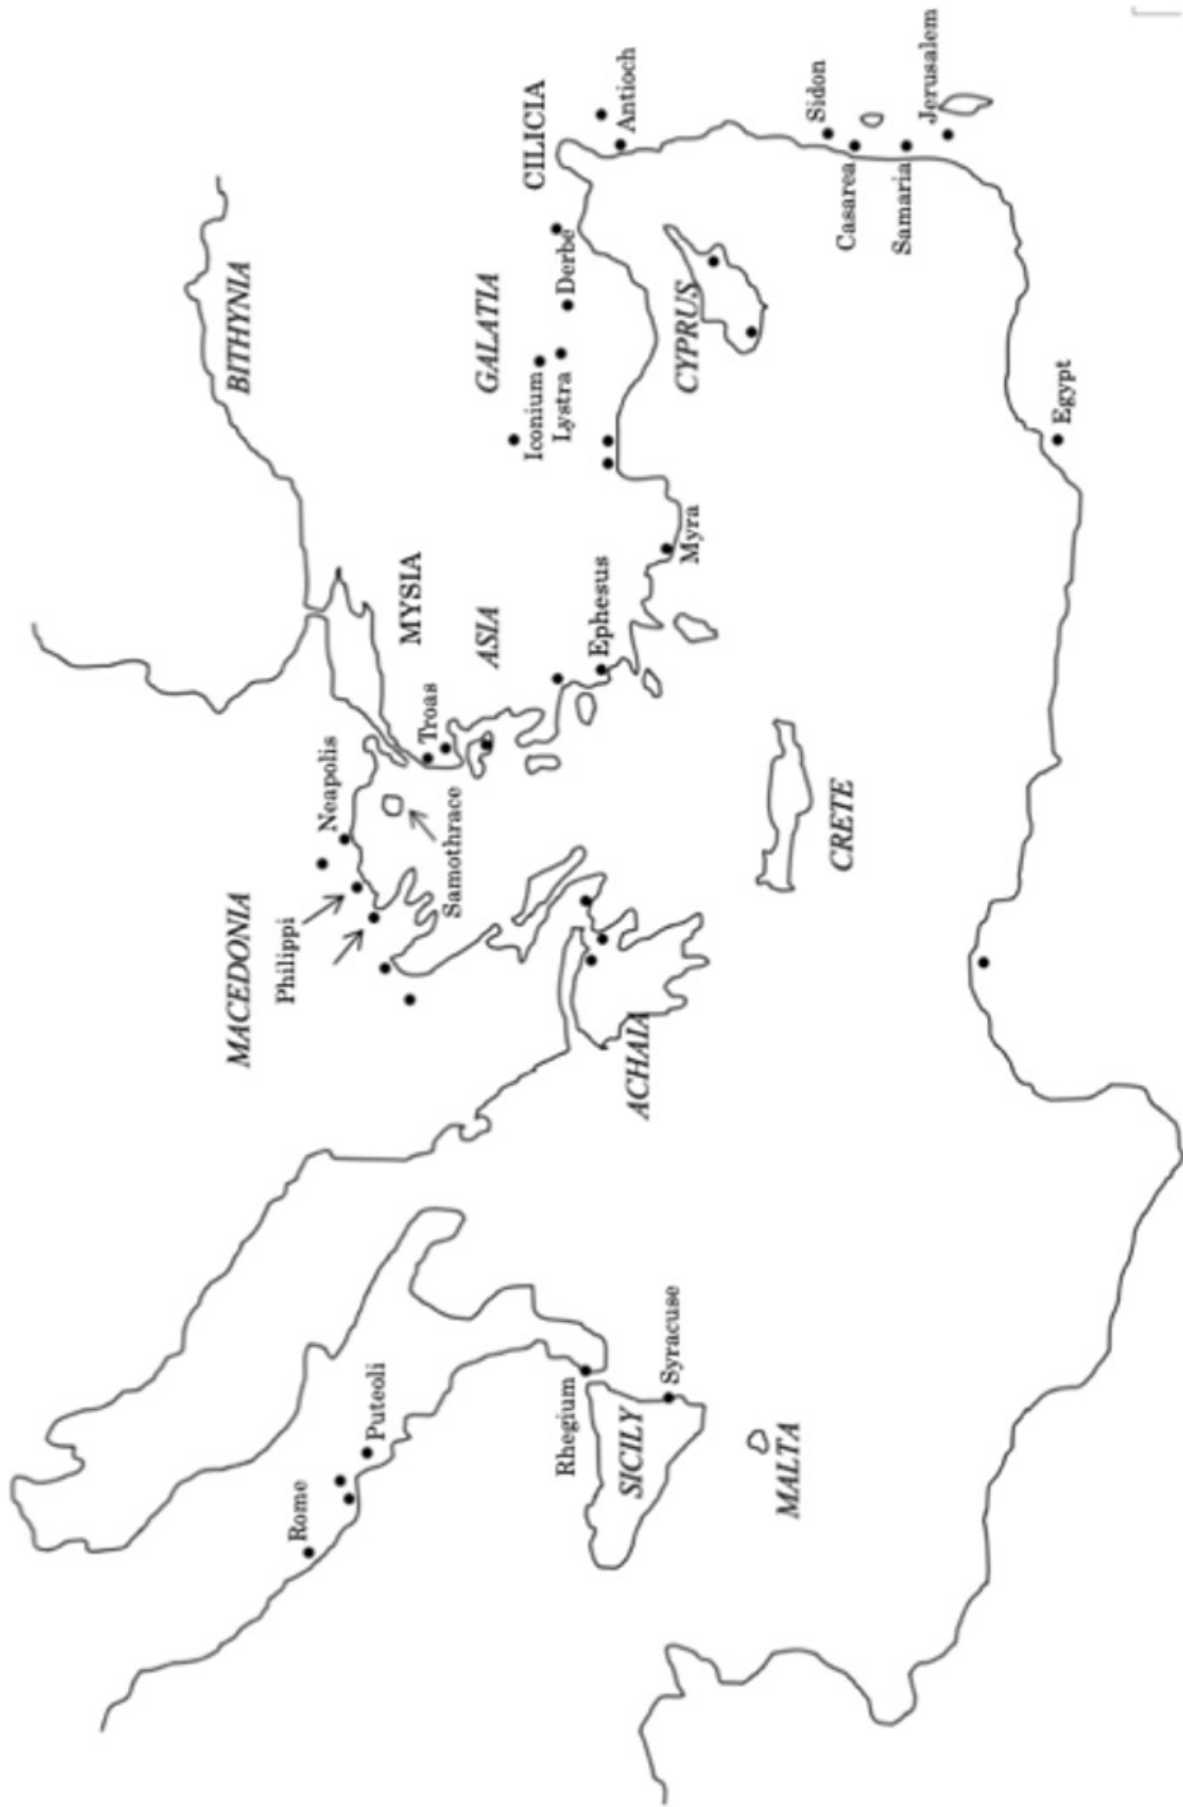 BITHYNIA
MACEDONIA
Philippi
Neapolis
Rome
Puteoli
Troas
MYSIA
Samothrace
ASIA
GALATIA
Iconium
Lystra
Derbe
CILICIA
Antioch
Ephesus
Myra
CYPRUS
ACHAIA
Rhegium
SICILY
Syracuse
MALTA
CRETE
Sidon
Casarea
Samaria
Jerusalem
Egypt